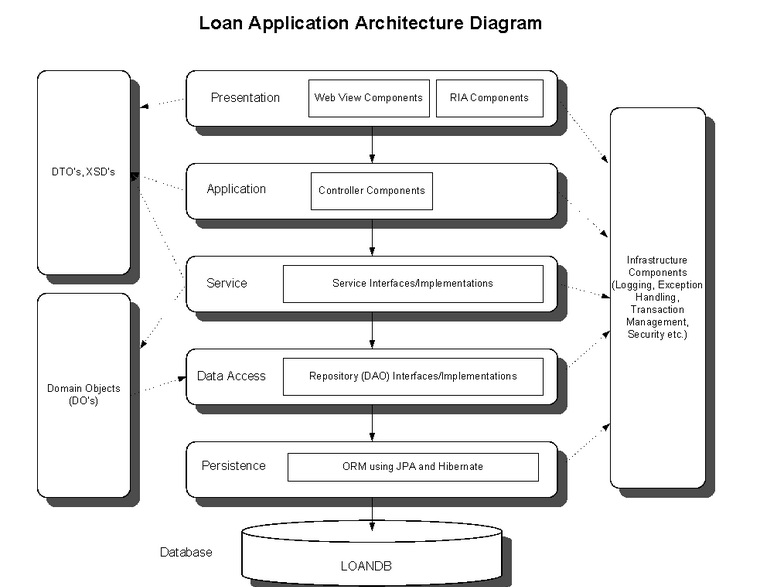 Loan Application Architecture Diagram
Presentation
Web View Components
RIA Components
DTO's, XSD's
Application
Controller Components
Service
Service Interfaces/Implementations
Infrastructure
Components
(Logging, Exception
Handling,
Transaction
Management,
Security etc.)
Domain Objects
(DO's)
Data Access
Repository (DAO) Interfaces/Implementations
Persistence
ORM using JPA and Hibernate
Database
LOANDB